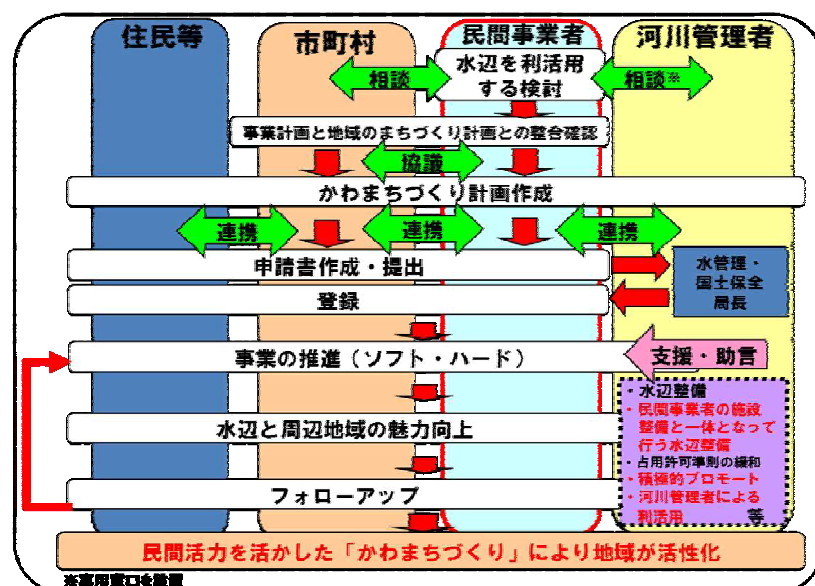 住民等
市町村
民間事業者
河川管理者
相談
水辺を利活用
する検討
相談※
事業計画と地域のまちづくり計画との整合確認
協議
かわまちづくり計画作成
連携
連携
連携
申請書作成・提出
水管理・
国土保全
局長
登録
事業の推進（ソフト・ハード）
支援・助言
・水辺整備
・民間事業者の施設
整備と一体となって
行う水辺整備
・占用許可準則の緩和
・積極的プロモート
・河川管理者による
利活用 等
水辺と周辺地域の魅力向上
フォローアップ
民間活力を活かした「かわまちづくり」により地域が活性化
※専用窓口を設置